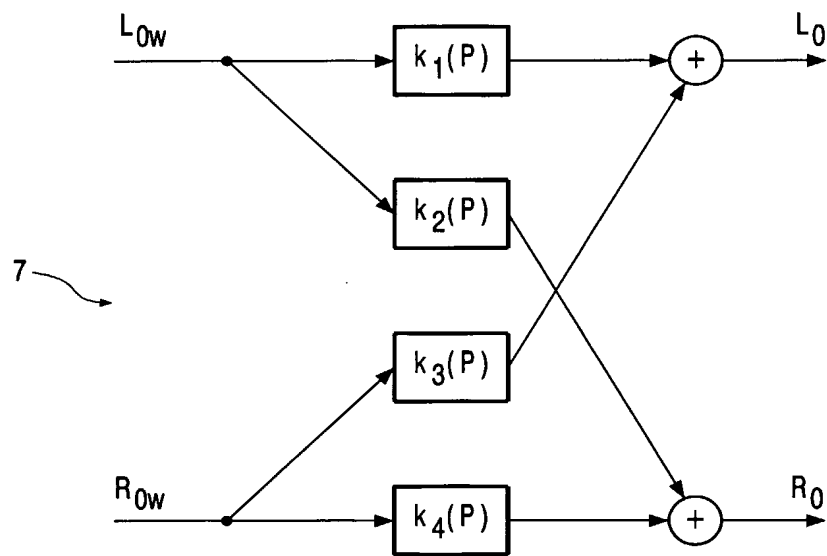 L₀w L₀
k₁(P) +
k₂(P)
7
k₃(P)
R₀w R₀
k₄(P) +